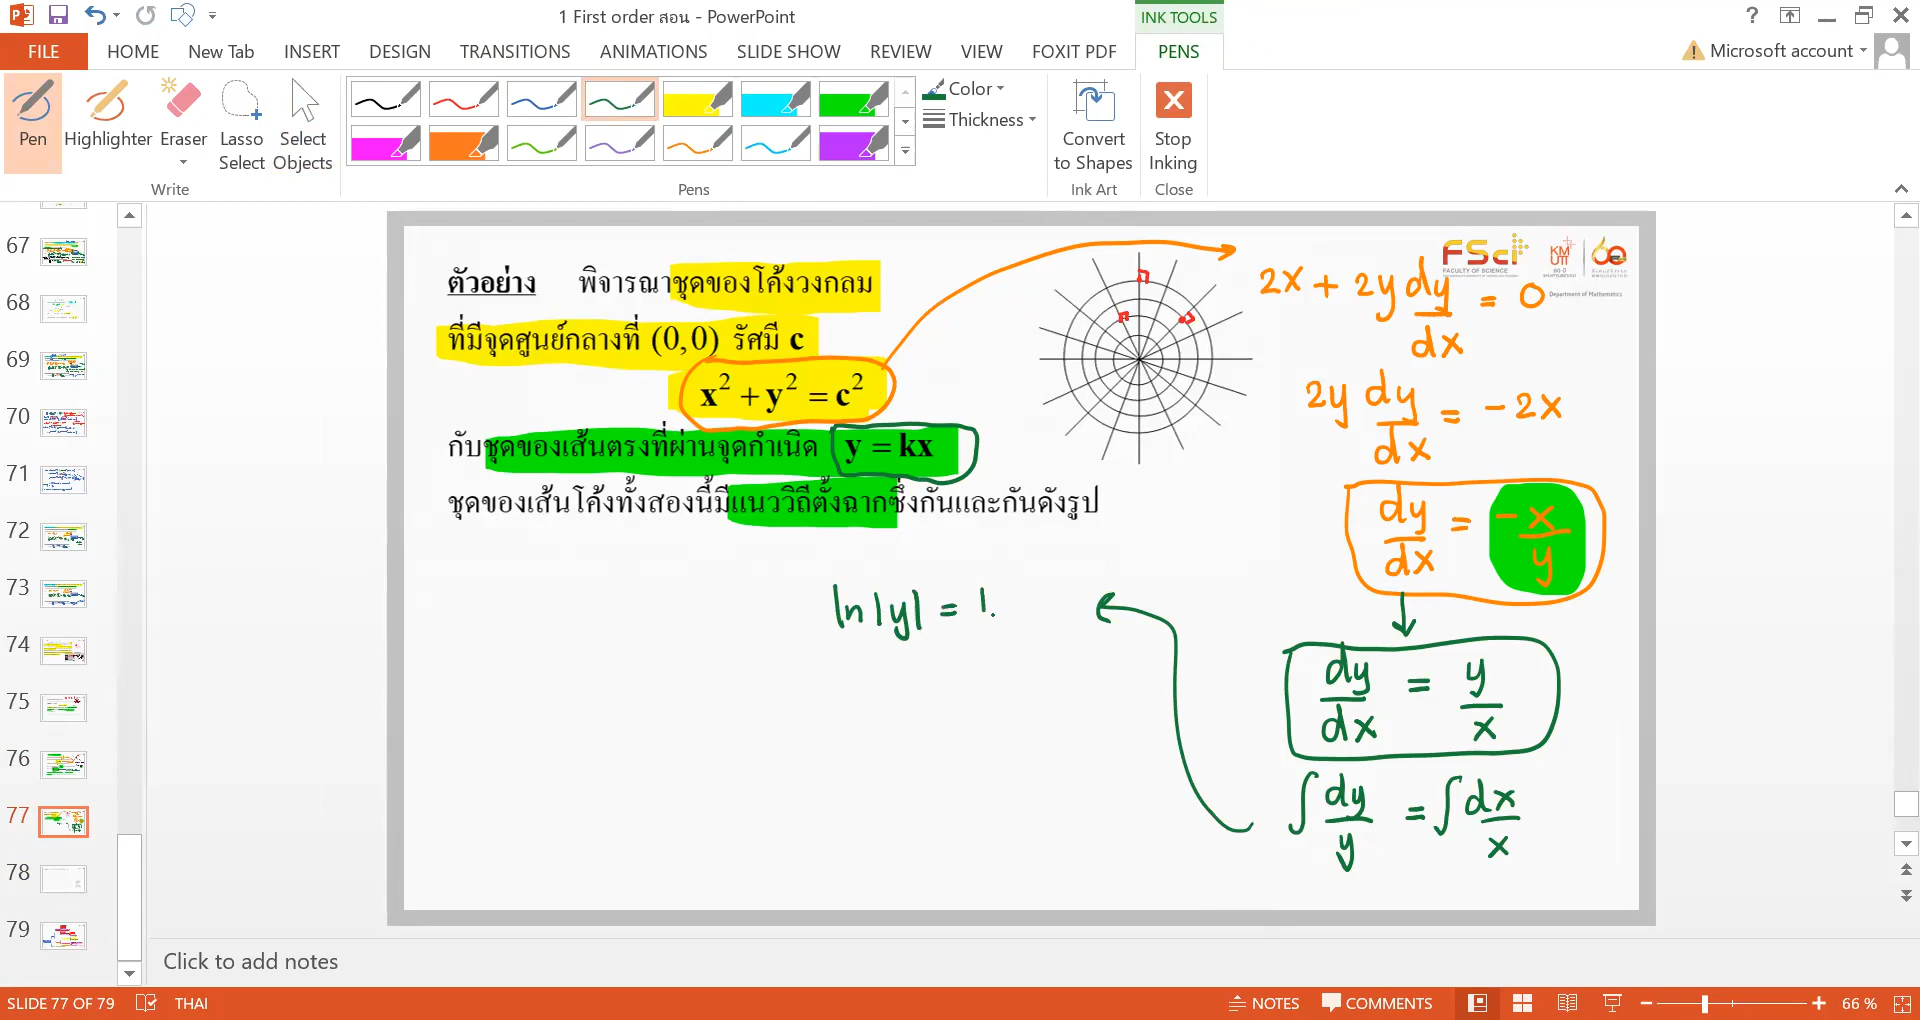 1 First order สอน - PowerPoint
INK TOOLS
FILE HOME New Tab INSERT DESIGN TRANSITIONS ANIMATIONS SLIDE SHOW REVIEW VIEW FOXIT PDF PENS Microsoft account
Pen Highlighter Eraser Lasso Select Select Objects
Color
Thickness
Convert to Shapes
Stop Inking
Write Pens Ink Art Close
67
68
69
70
71
72
73
74
75
76
77
78
79
FSci KMUTT 60
FACULTY OF SCIENCE
Department of Mathematics
ตัวอย่าง พิจารณาชุดของโค้งวงกลม
ที่มีจุดศูนย์กลางที่ (0,0) รัศมี c
x² + y² = c²
กับชุดของเส้นตรงที่ผ่านจุดกำเนิด y = kx
ชุดของเส้นโค้งทั้งสองนี้มีแนววิถีตั้งฉากซึ่งกันและกันดังรูป
2x + 2y dy/dx = 0
2y dy/dx = -2x
dy/dx = -x/y
dy/dx = y/x
∫ dy/y = ∫ dx/x
ln|y| = l
Click to add notes
SLIDE 77 OF 79 THAI NOTES COMMENTS 66 %